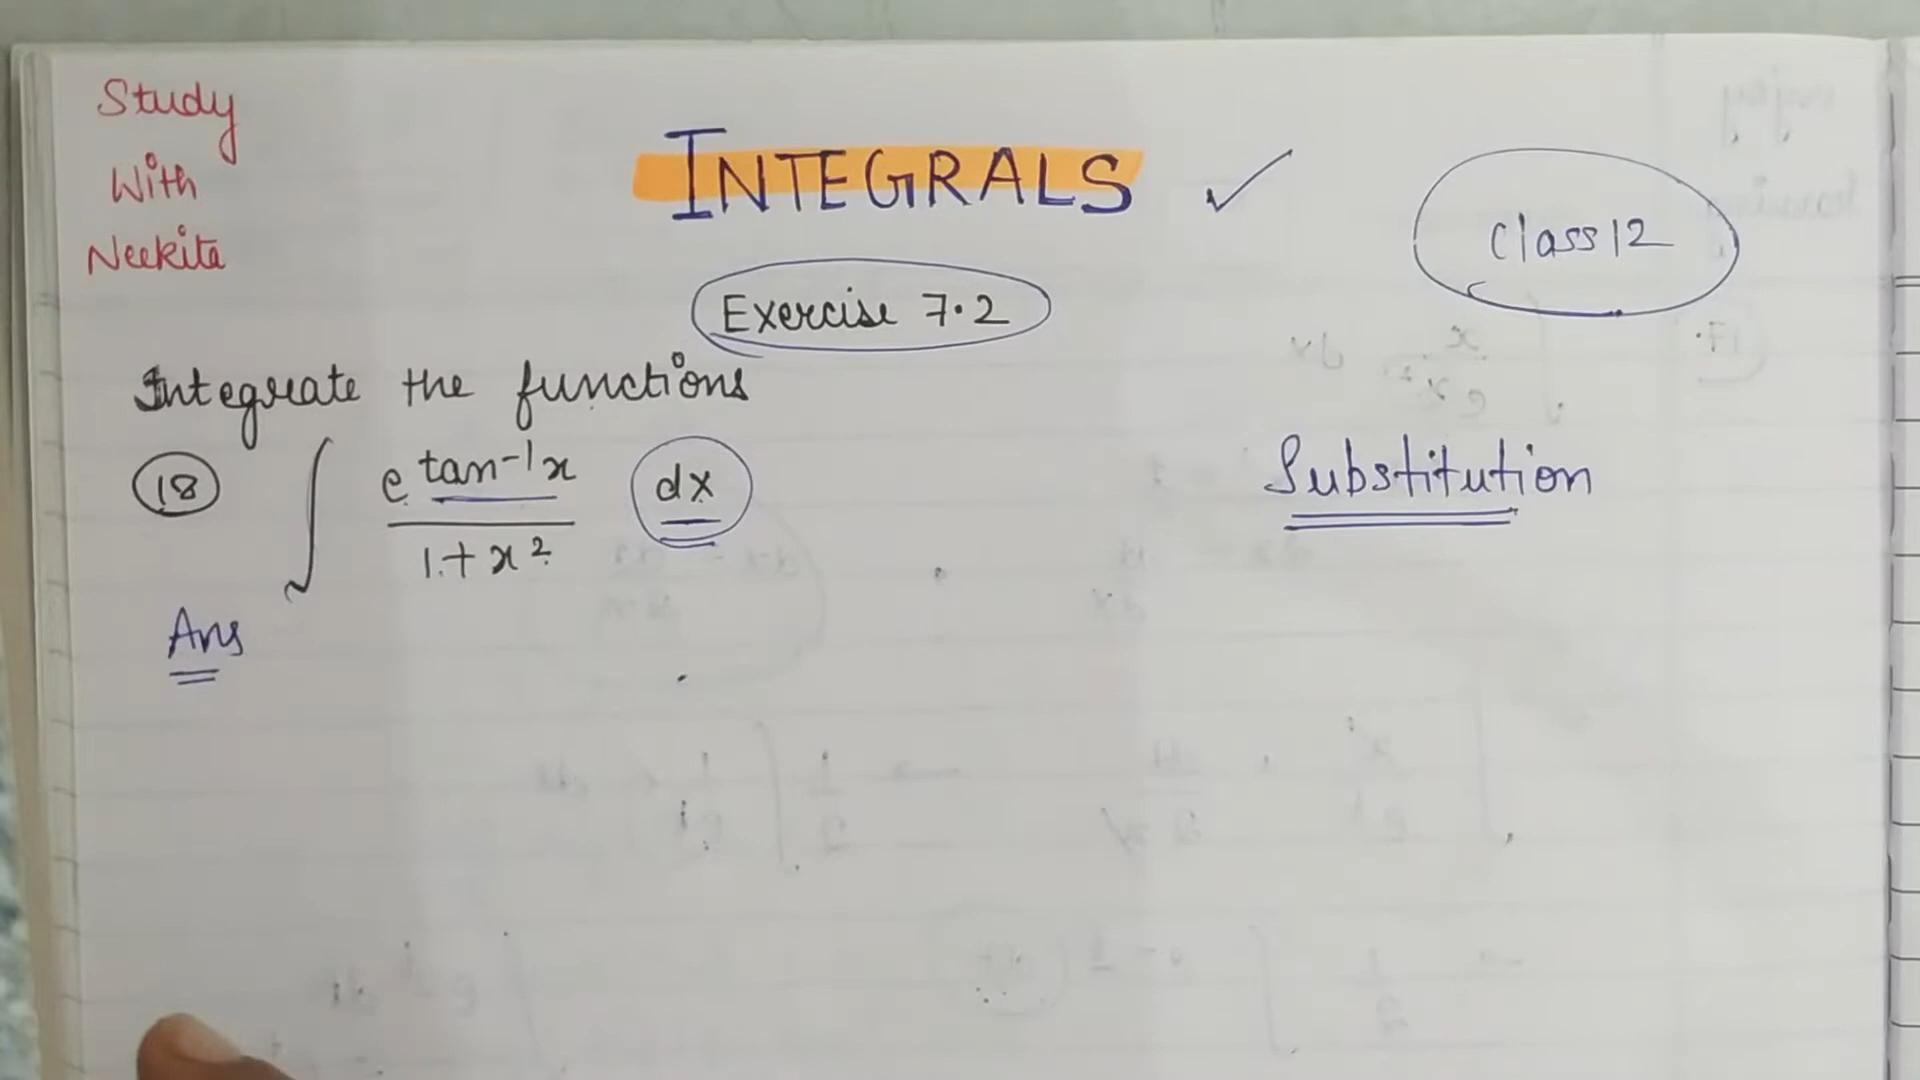 Study
With
Neekita
INTEGRALS ✓
Class 12
Exercise 7.2
Integrate the functions
(18) ∫ e^(tan⁻¹x) / (1+x²) dx
Substitution
Ans